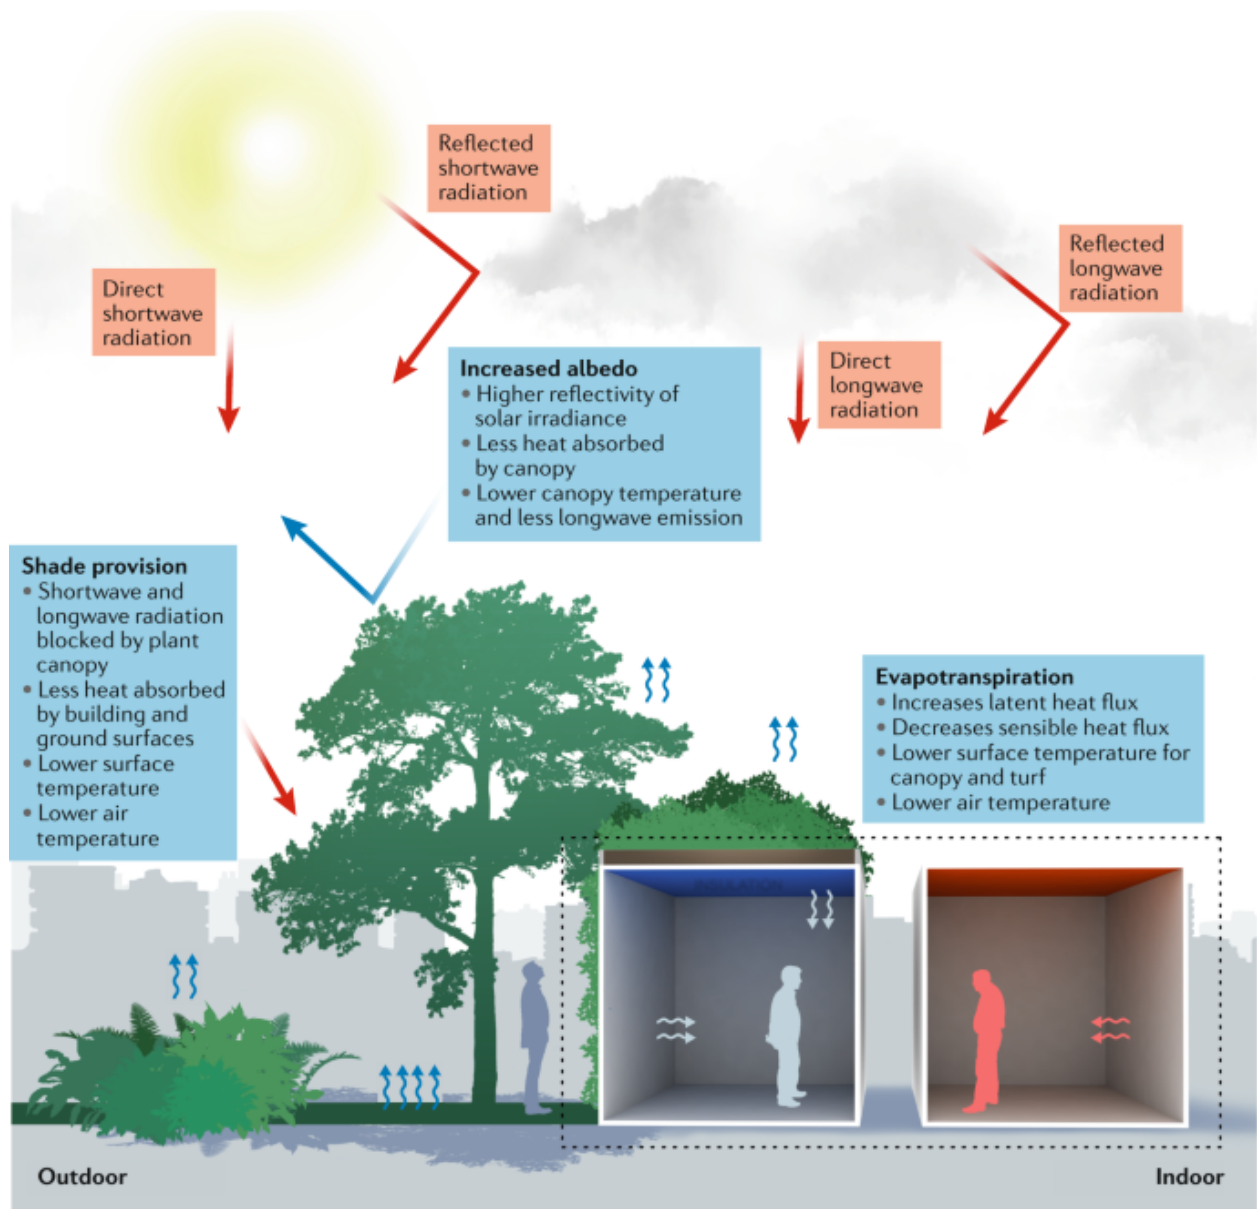 Reflected
shortwave
radiation
Reflected
longwave
radiation
Direct
shortwave
radiation
Direct
longwave
radiation
Increased albedo
• Higher reflectivity of
solar irradiance
• Less heat absorbed
by canopy
• Lower canopy temperature
and less longwave emission
Shade provision
• Shortwave and
longwave radiation
blocked by plant
canopy
• Less heat absorbed
by building and
ground surfaces
• Lower surface
temperature
• Lower air
temperature
Evapotranspiration
• Increases latent heat flux
• Decreases sensible heat flux
• Lower surface temperature for
canopy and turf
• Lower air temperature
INSULATION
Outdoor
Indoor